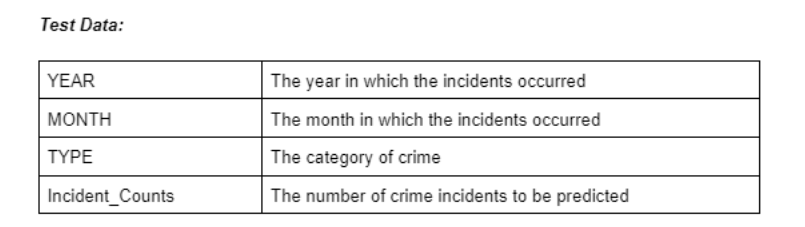 Test Data:
YEAR The year in which the incidents occurred
MONTH The month in which the incidents occurred
TYPE The category of crime
Incident_Counts The number of crime incidents to be predicted